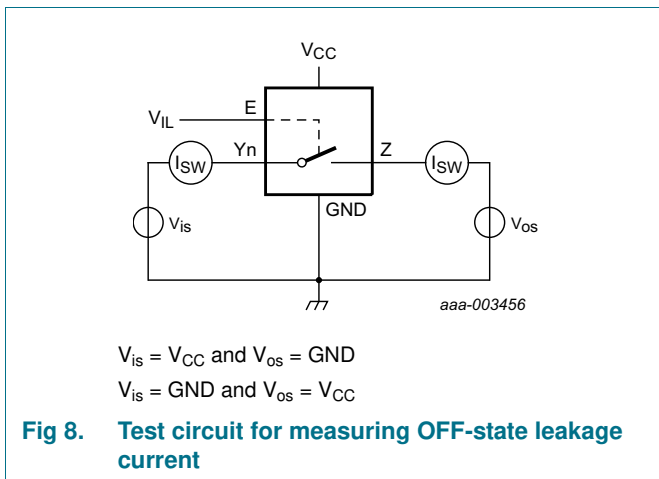 VCC
E
VIL
Yn
Z
ISW
ISW
GND
Vis
Vos
aaa-003456
Vis = VCC and Vos = GND
Vis = GND and Vos = VCC
Fig 8. Test circuit for measuring OFF-state leakage
current